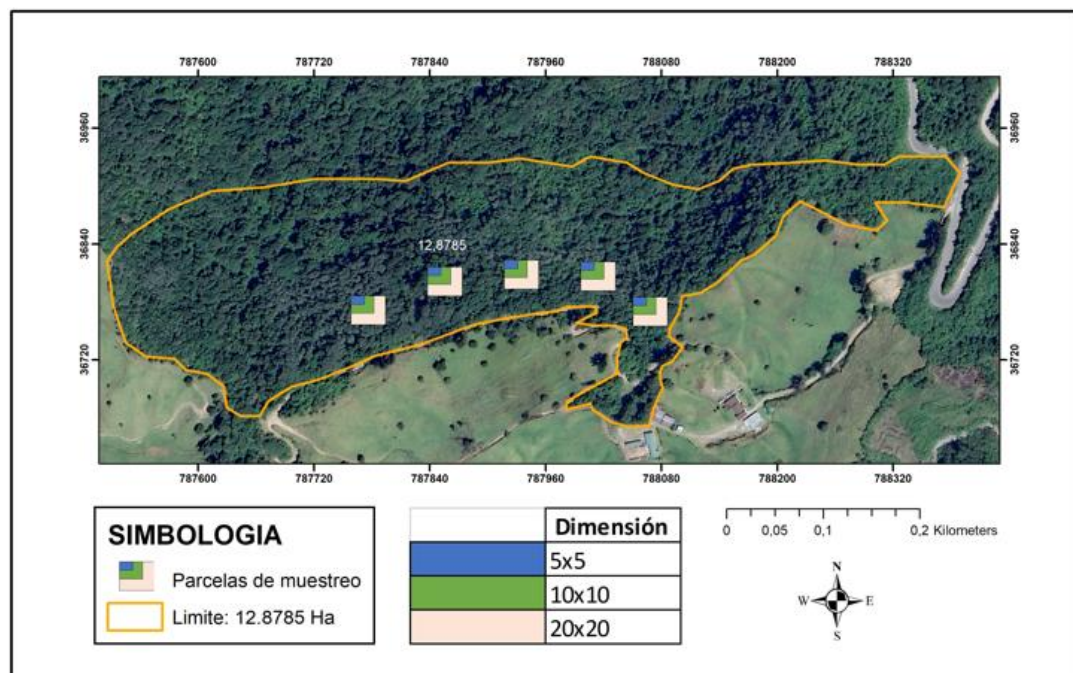 787600 787720 787840 787960 788080 788200 788320
36960 36960
36840 36840
12,8785
36720 36720
787600 787720 787840 787960 788080 788200 788320
SIMBOLOGIA
Parcelas de muestreo
Limite: 12.8785 Ha
Dimensión
5x5
10x10
20x20
0 0,05 0,1 0,2 Kilometers
N
W E
S